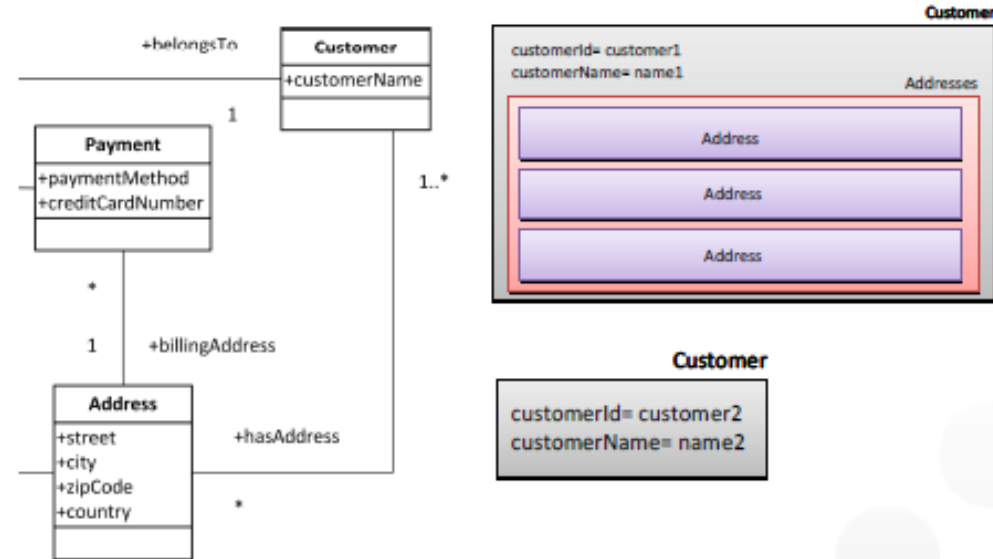 +belongsTo
Customer
+customerName
1
Payment
+paymentMethod
+creditCardNumber
1..*
*
1
+billingAddress
Address
+street
+city
+zipCode
+country
+hasAddress
*
Customer
customerId= customer1
customerName= name1
Addresses
Address
Address
Address
Customer
customerId= customer2
customerName= name2